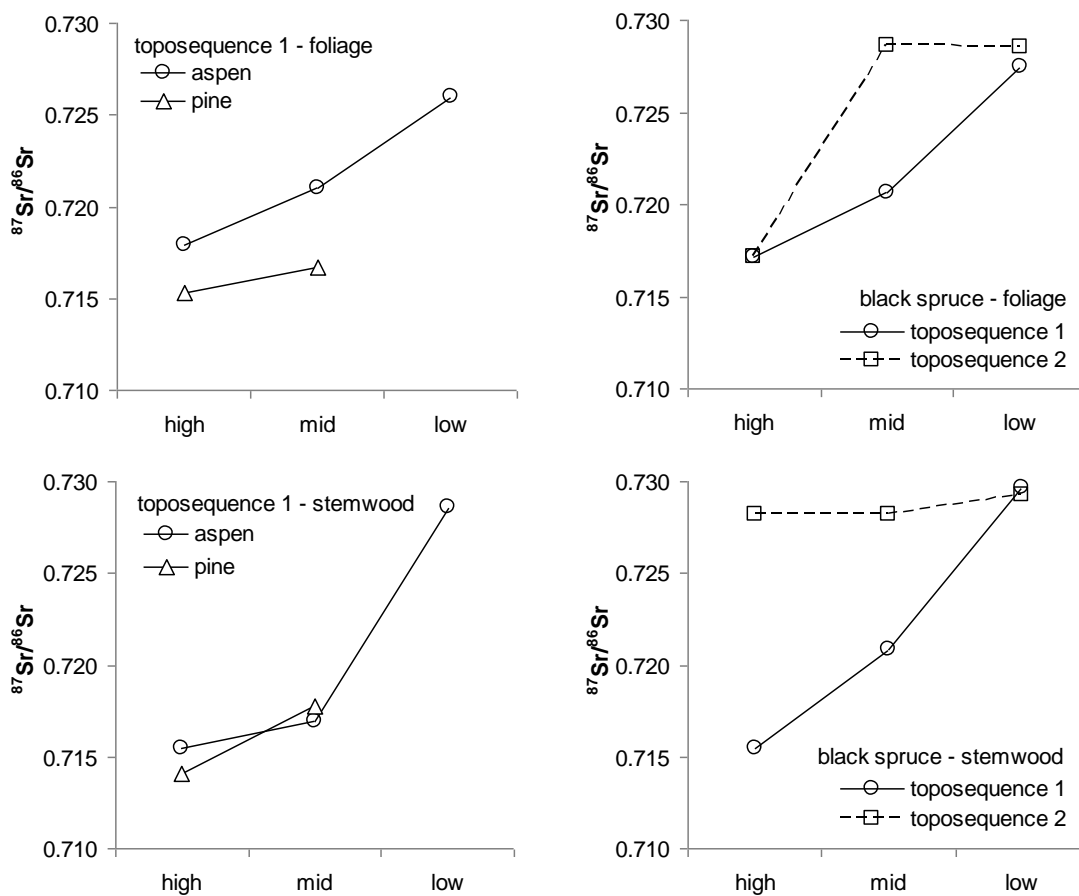 toposequence 1 - foliage
aspen
pine
0.730
0.725
0.720
0.715
0.710
⁸⁷Sr/⁸⁶Sr
high mid low
0.730
0.725
0.720
0.715
0.710
⁸⁷Sr/⁸⁶Sr
black spruce - foliage
toposequence 1
toposequence 2
high mid low
toposequence 1 - stemwood
aspen
pine
0.730
0.725
0.720
0.715
0.710
⁸⁷Sr/⁸⁶Sr
high mid low
0.730
0.725
0.720
0.715
0.710
⁸⁷Sr/⁸⁶Sr
black spruce - stemwood
toposequence 1
toposequence 2
high mid low